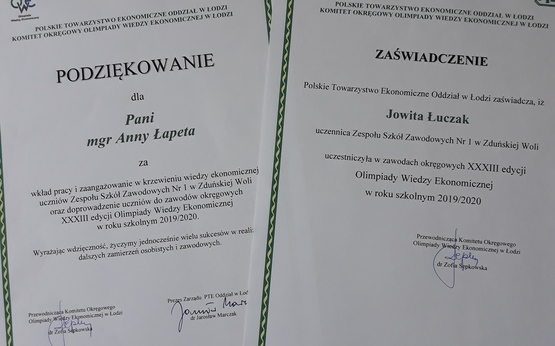 POLSKIE TOWARZYSTWO EKONOMICZNE ODDZIAŁ W ŁODZI
KOMITET OKRĘGOWY OLIMPIADY WIEDZY EKONOMICZNEJ W ŁODZI
PODZIĘKOWANIE
dla
Pani
mgr Anny Łapeta
za
wkład pracy i zaangażowanie w krzewieniu wiedzy ekonomicznej
uczniów Zespołu Szkół Zawodowych Nr 1 w Zduńskiej Woli
oraz doprowadzenie uczniów do zawodów okręgowych
XXXIII edycji Olimpiady Wiedzy Ekonomicznej
w roku szkolnym 2019/2020.
Wyrażając wdzięczność, życzymy jednocześnie wielu sukcesów w reali
dalszych zamierzeń osobistych i zawodowych.
Przewodnicząca Komitetu Okręgowego
Olimpiady Wiedzy Ekonomicznej w Łodzi
dr Zofia Sepkowska
Prezes Zarządu PTE Oddział w Łod
dr Jarosław Marczak
POLSKIE TOWARZYSTWO EKONOMICZNE ODDZIAŁ W ŁODZI
KOMITET OKRĘGOWY OLIMPIADY WIEDZY EKONOMICZNEJ W ŁODZI
ZAŚWIADCZENIE
Polskie Towarzystwo Ekonomiczne Oddział w Łodzi zaświadcza, iż
Jowita Łuczak
uczennica Zespołu Szkół Zawodowych Nr 1 w Zduńskiej Woli
uczestniczyła w zawodach okręgowych XXXIII edycji
Olimpiady Wiedzy Ekonomicznej
w roku szkolnym 2019/2020
Przewodnicząca Komitetu Okręgowego
Olimpiady Wiedzy Ekonomicznej w Łodzi
dr Zofia Sepkowska